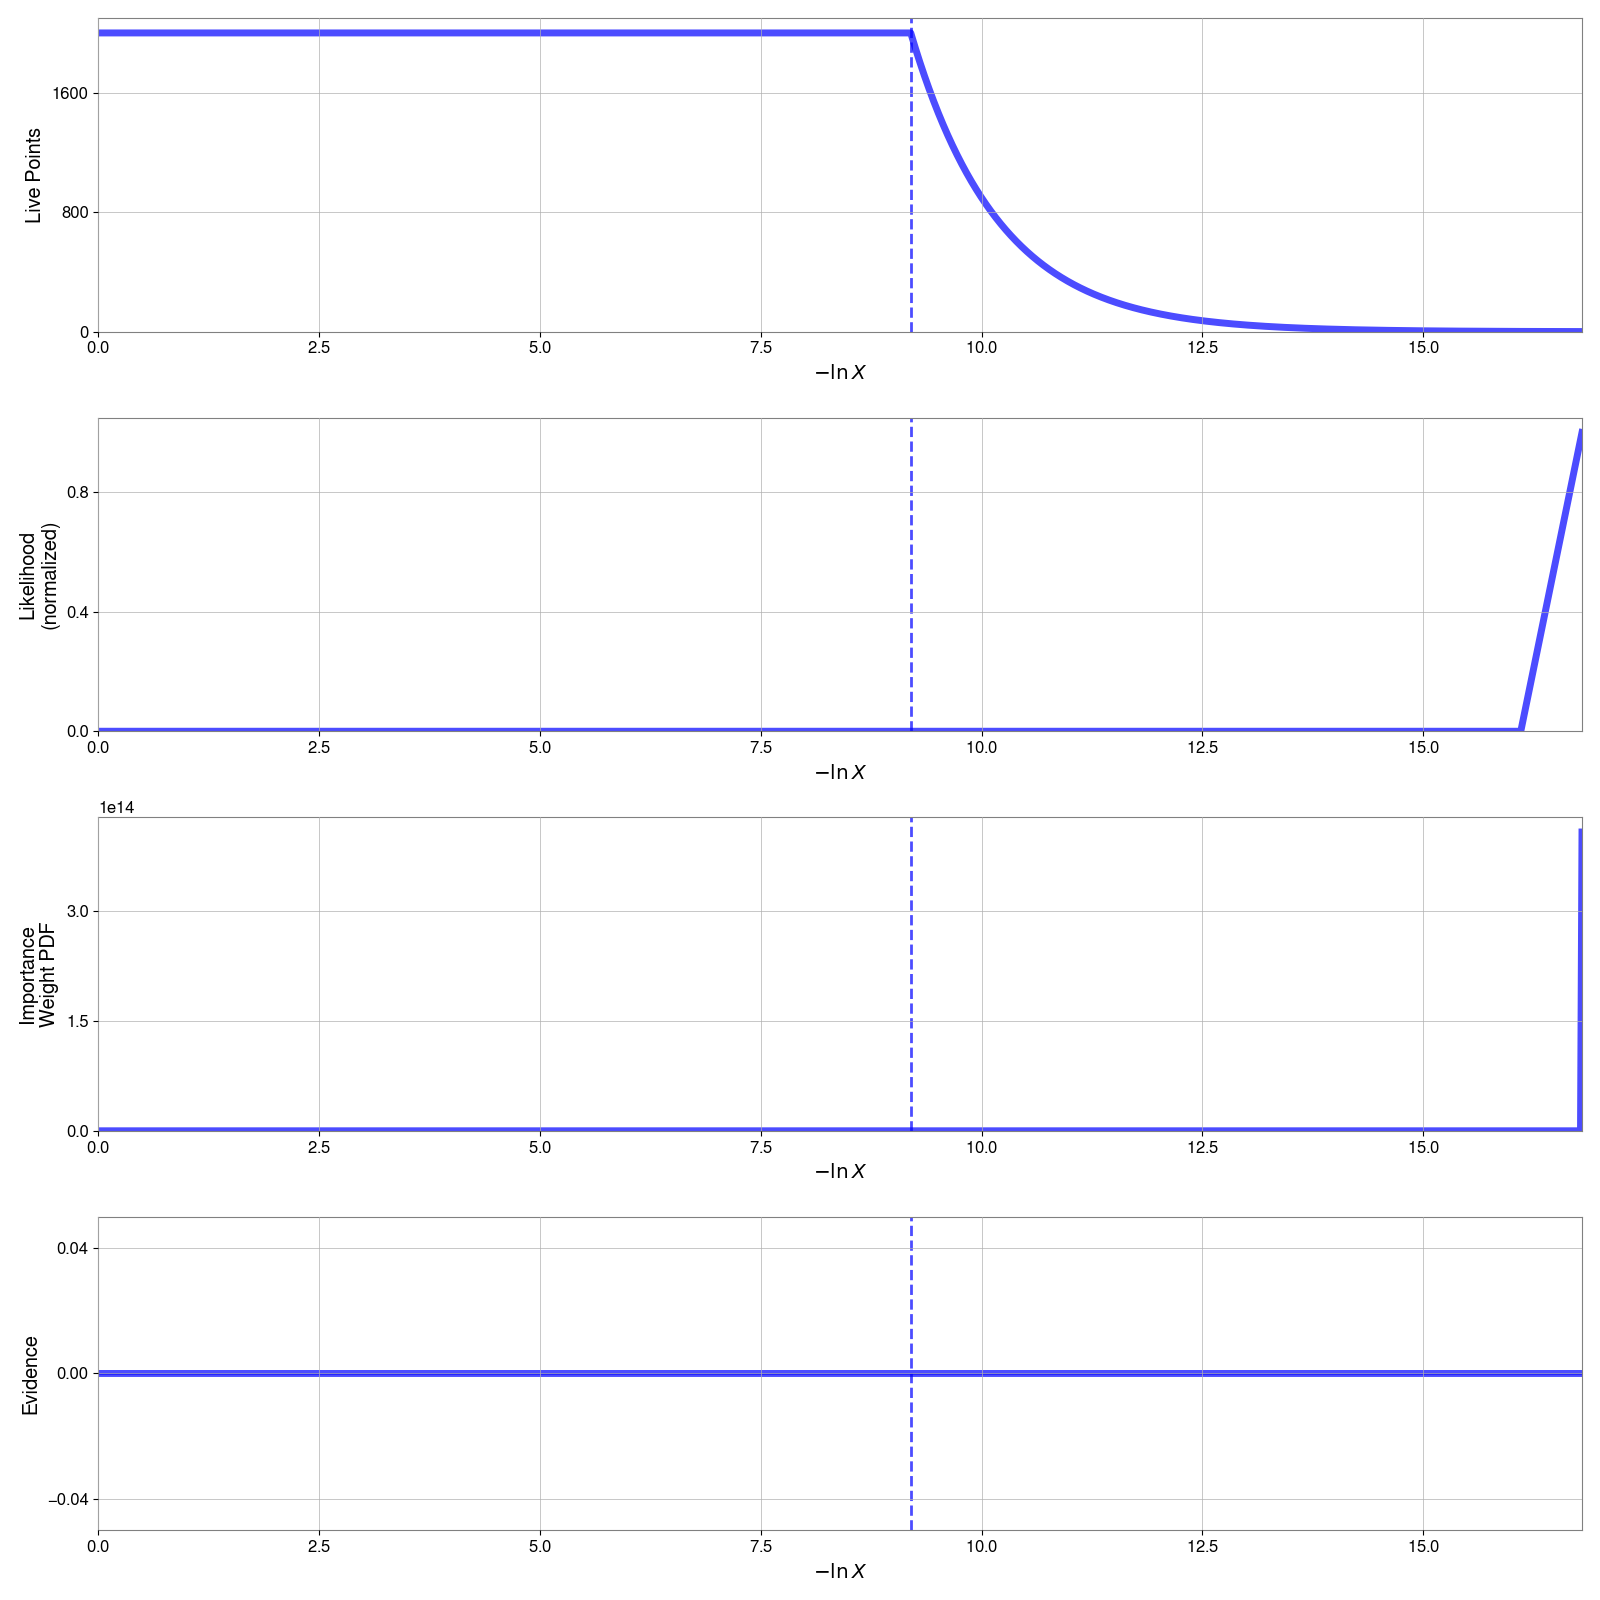 1600
800
0
Live Points
0.0 2.5 5.0 7.5 10.0 12.5 15.0
−ln X
0.8
0.4
0.0
Likelihood
(normalized)
0.0 2.5 5.0 7.5 10.0 12.5 15.0
−ln X
1e14
3.0
1.5
0.0
Importance
Weight PDF
0.0 2.5 5.0 7.5 10.0 12.5 15.0
−ln X
0.04
0.00
−0.04
Evidence
0.0 2.5 5.0 7.5 10.0 12.5 15.0
−ln X